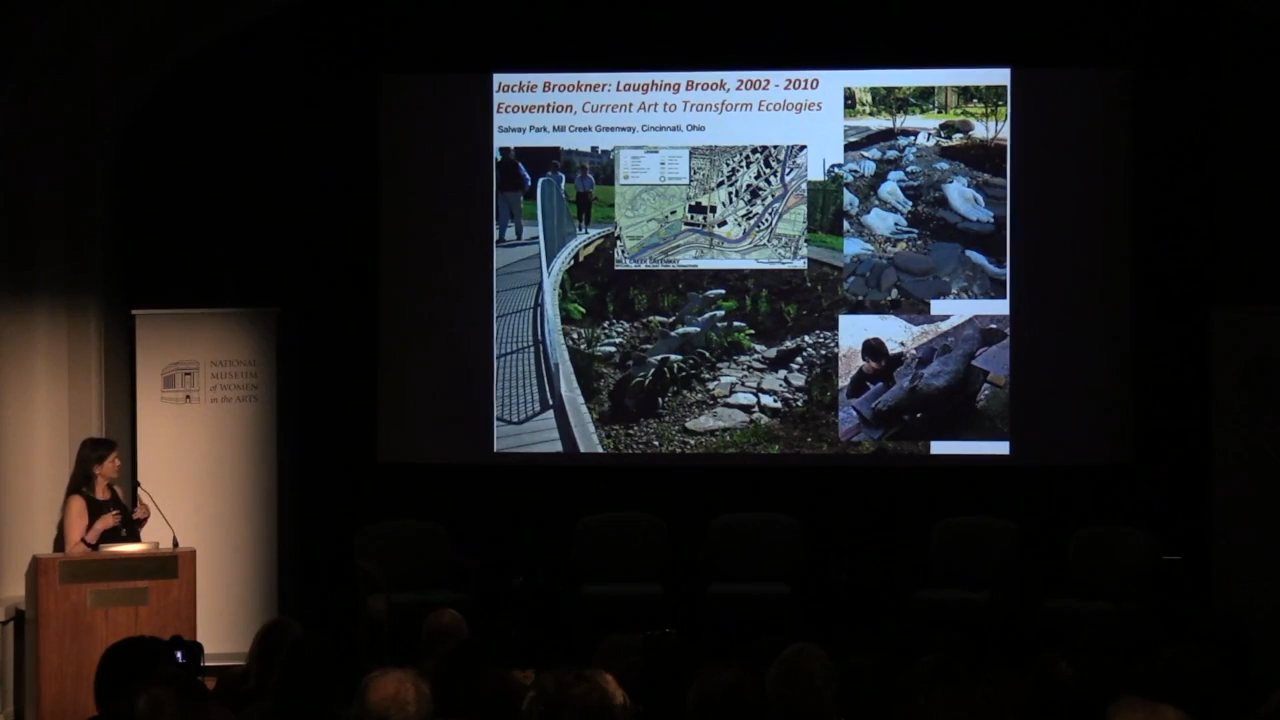 Jackie Brookner: Laughing Brook, 2002 - 2010
Ecovention, Current Art to Transform Ecologies
Salway Park, Mill Creek Greenway, Cincinnati, Ohio
LEGEND
MILL CREEK GREENWAY
NATIONAL
MUSEUM
of WOMEN
in the ARTS